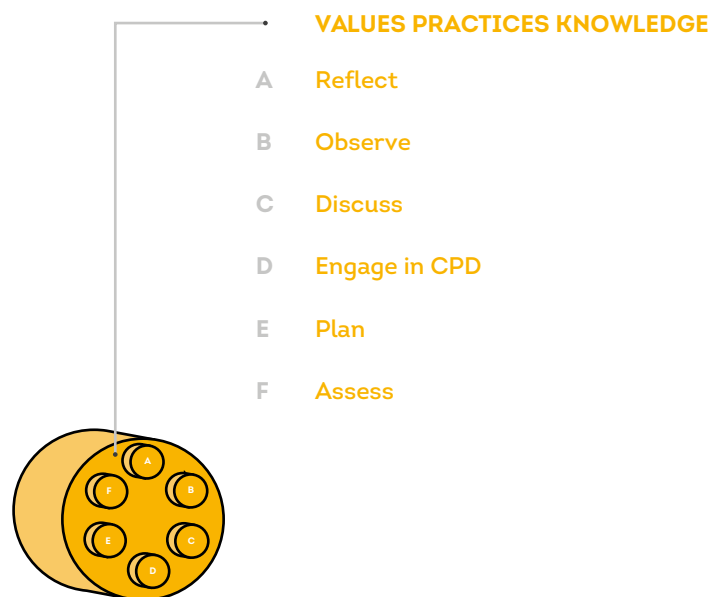 VALUES PRACTICES KNOWLEDGE
A Reflect
B Observe
C Discuss
D Engage in CPD
E Plan
F Assess
A
F
B
E
C
D